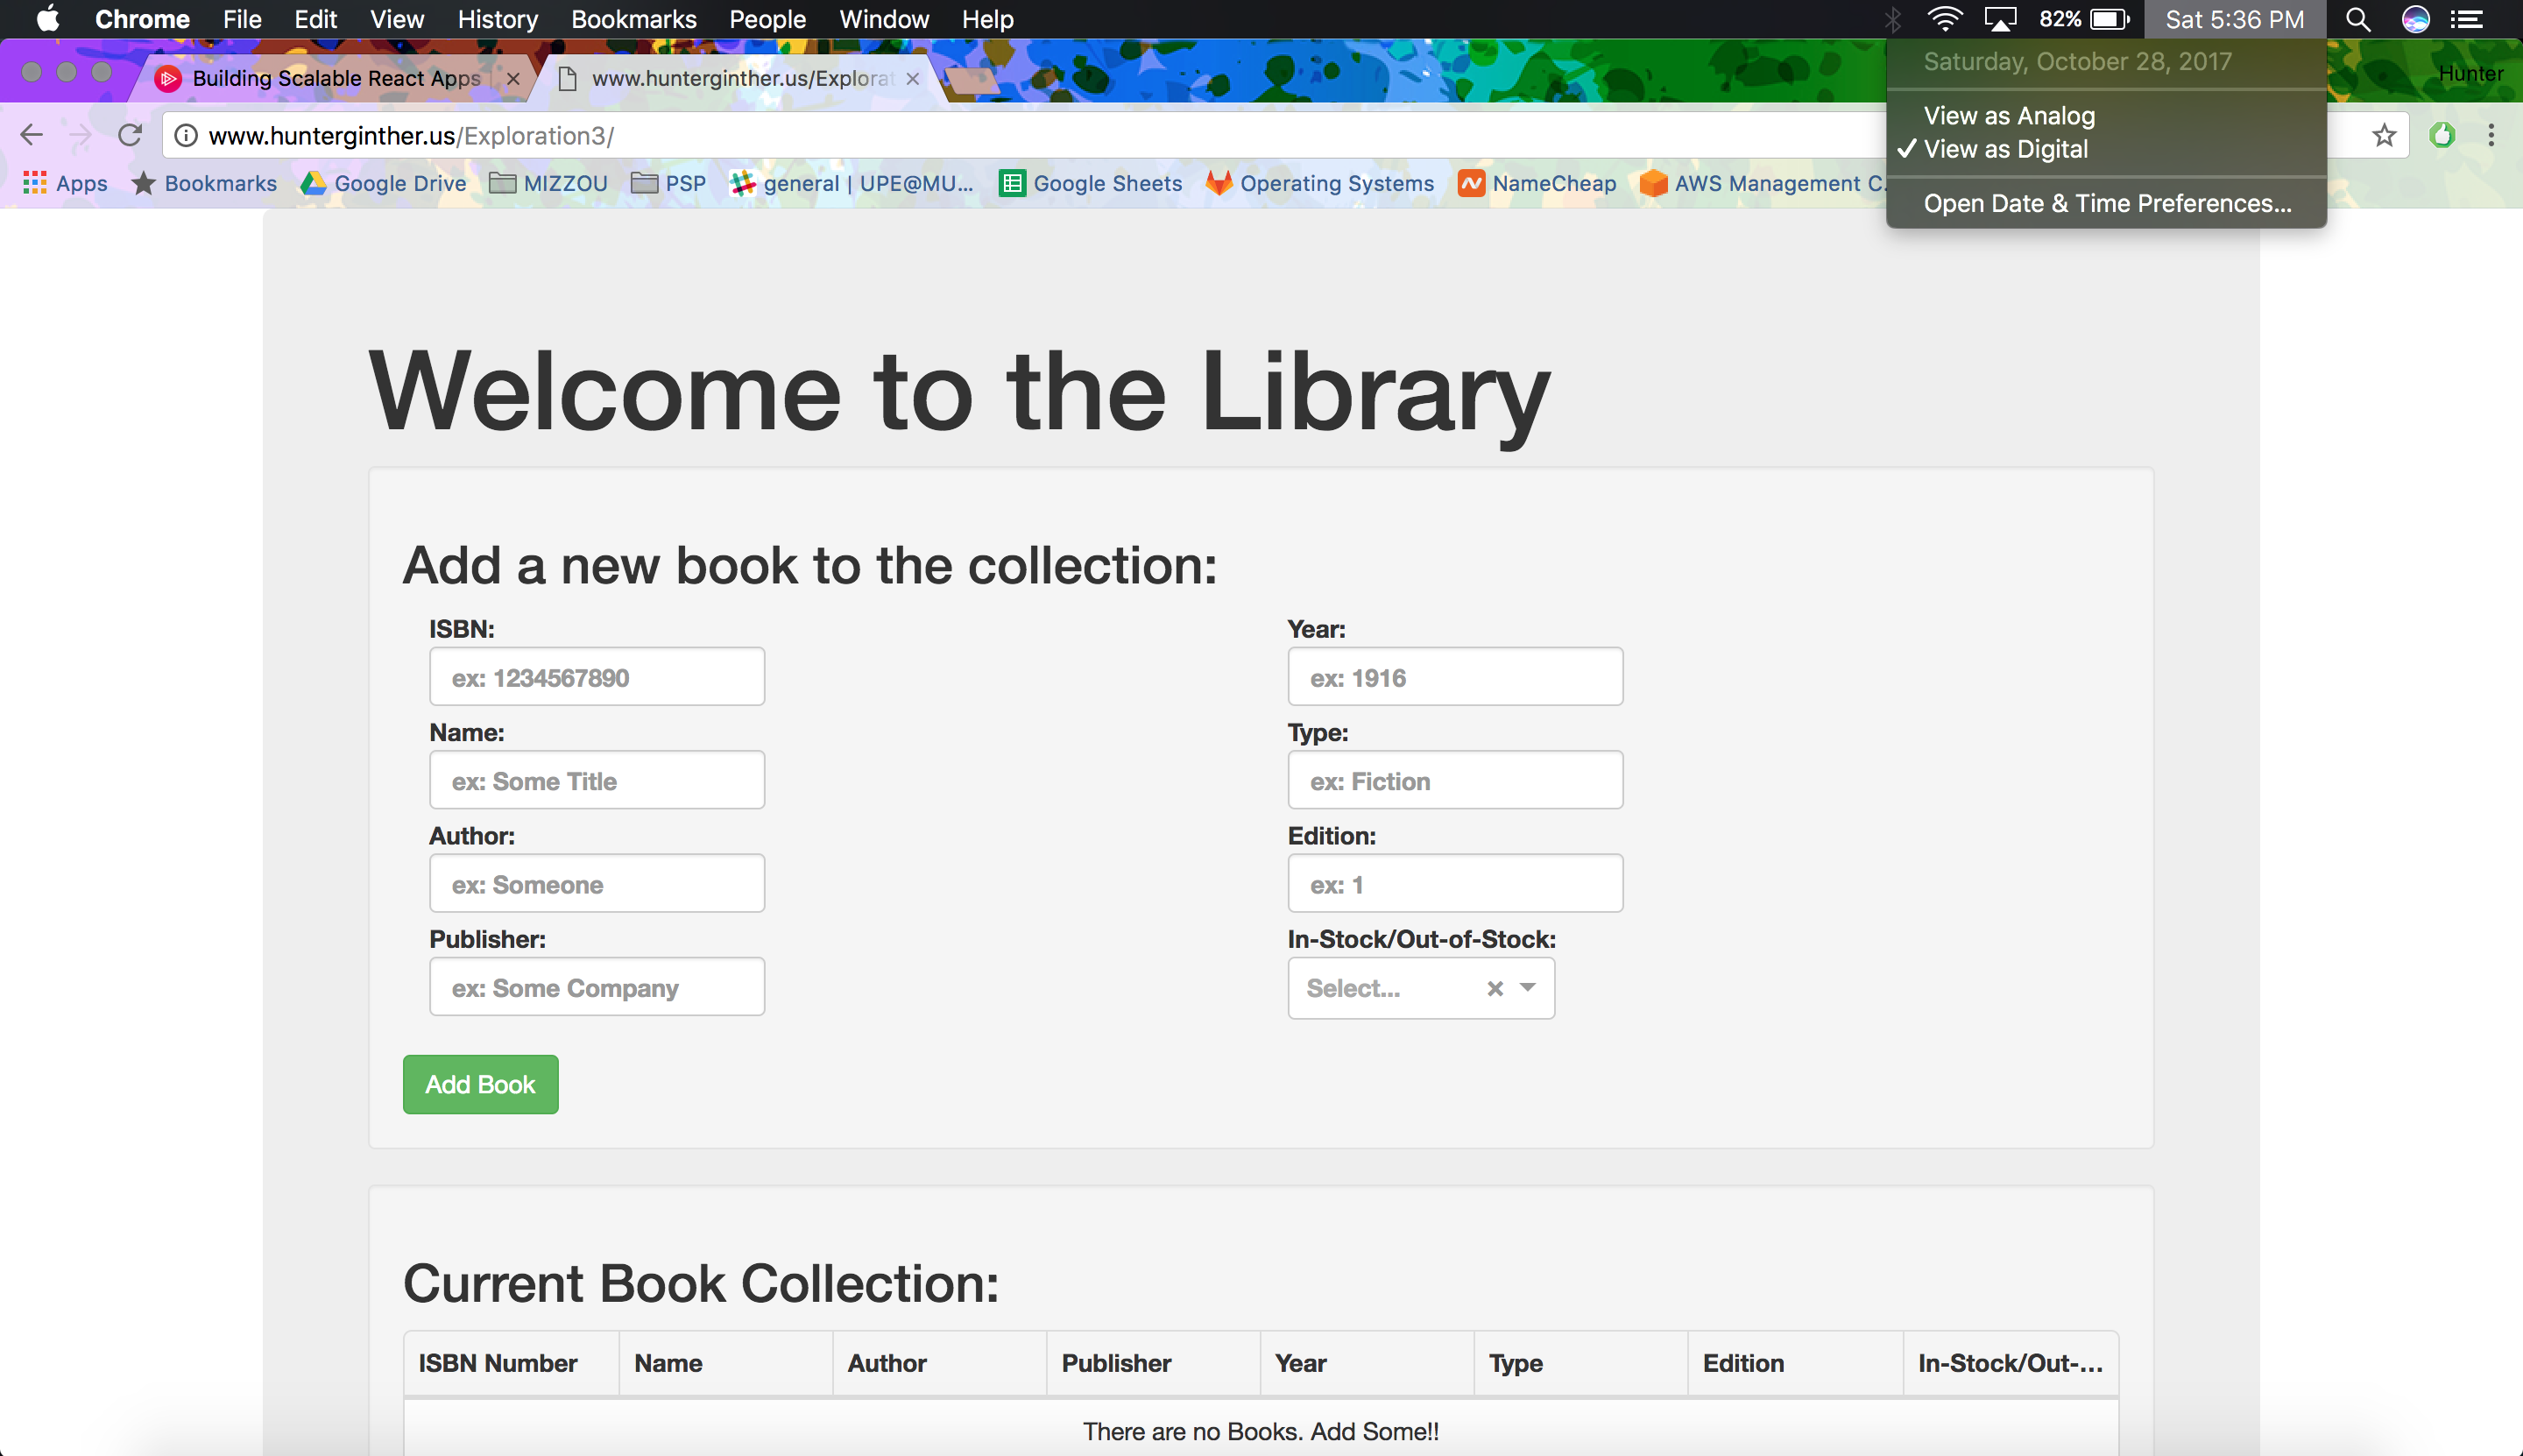 Chrome File Edit View History Bookmarks People Window Help 82% Sat 5:36 PM
Saturday, October 28, 2017
View as Analog
✓ View as Digital
Open Date & Time Preferences...
Building Scalable React Apps
www.hunterginther.us/Explorat
Hunter
www.hunterginther.us/Exploration3/
Apps Bookmarks Google Drive MIZZOU PSP general | UPE@MU... Google Sheets Operating Systems NameCheap AWS Management C.
Welcome to the Library
Add a new book to the collection:
ISBN:
ex: 1234567890
Name:
ex: Some Title
Author:
ex: Someone
Publisher:
ex: Some Company
Year:
ex: 1916
Type:
ex: Fiction
Edition:
ex: 1
In-Stock/Out-of-Stock:
Select...
Add Book
Current Book Collection:
ISBN Number Name Author Publisher Year Type Edition In-Stock/Out-...
There are no Books. Add Some!!